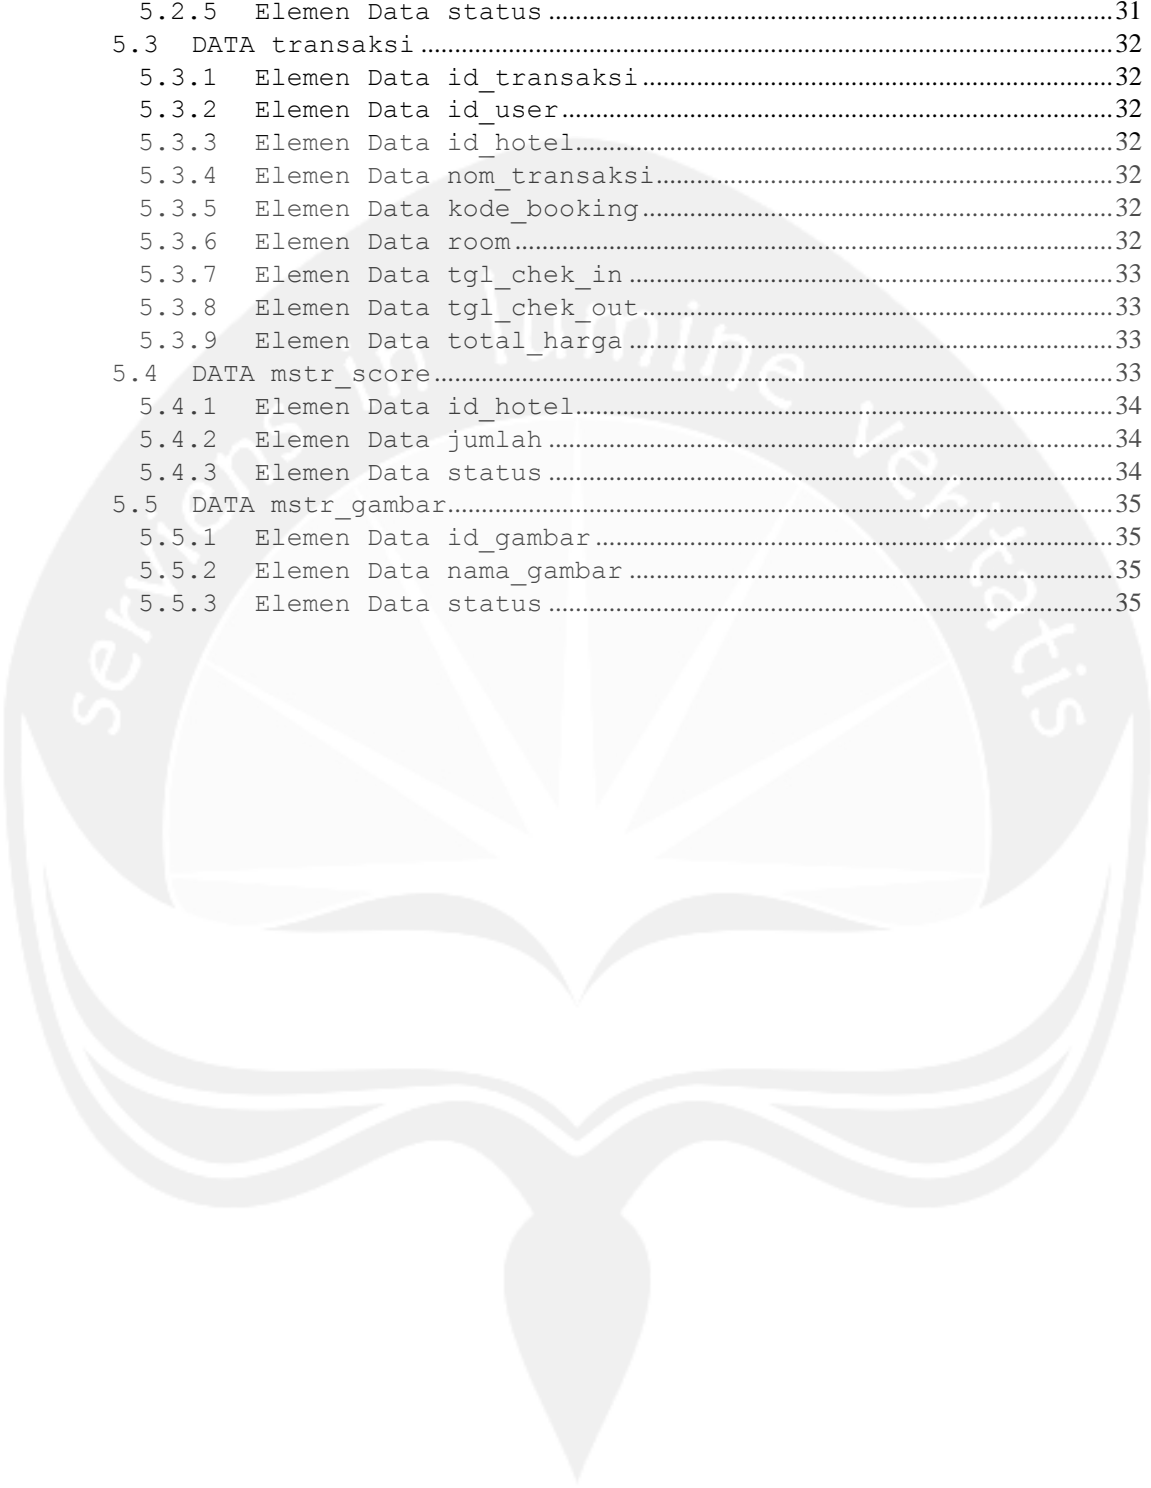 5.2.5 Elemen Data status ........ 31
5.3 DATA transaksi ........ 32
5.3.1 Elemen Data id_transaksi ........ 32
5.3.2 Elemen Data id_user ........ 32
5.3.3 Elemen Data id_hotel ........ 32
5.3.4 Elemen Data nom_transaksi ........ 32
5.3.5 Elemen Data kode_booking ........ 32
5.3.6 Elemen Data room ........ 32
5.3.7 Elemen Data tgl_chek_in ........ 33
5.3.8 Elemen Data tgl_chek_out ........ 33
5.3.9 Elemen Data total_harga ........ 33
5.4 DATA mstr_score ........ 33
5.4.1 Elemen Data id_hotel ........ 34
5.4.2 Elemen Data jumlah ........ 34
5.4.3 Elemen Data status ........ 34
5.5 DATA mstr_gambar ........ 35
5.5.1 Elemen Data id_gambar ........ 35
5.5.2 Elemen Data nama_gambar ........ 35
5.5.3 Elemen Data status ........ 35
serviens in lumine veritatis